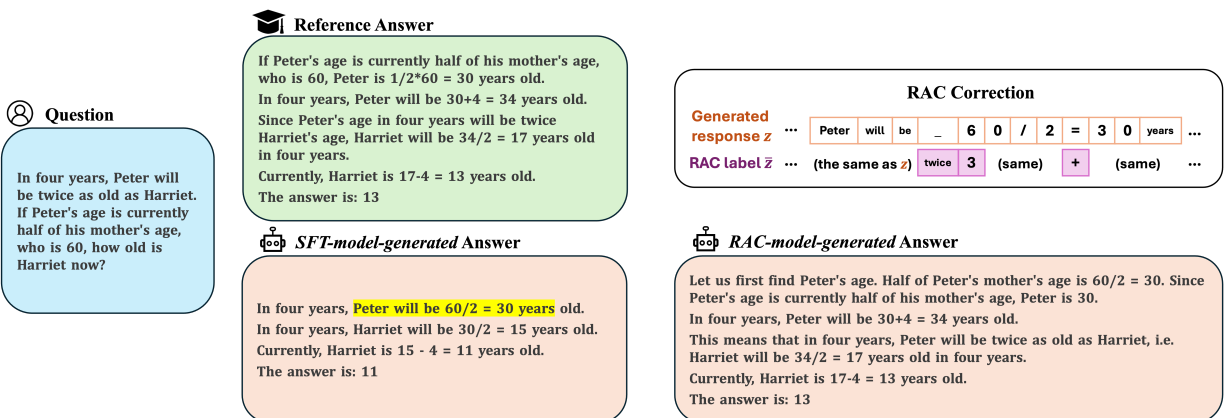 Question
In four years, Peter will
be twice as old as Harriet.
If Peter's age is currently
half of his mother's age,
who is 60, how old is
Harriet now?
Reference Answer
If Peter's age is currently half of his mother's age,
who is 60, Peter is 1/2*60 = 30 years old.
In four years, Peter will be 30+4 = 34 years old.
Since Peter's age in four years will be twice
Harriet's age, Harriet will be 34/2 = 17 years old
in four years.
Currently, Harriet is 17-4 = 13 years old.
The answer is: 13
SFT-model-generated Answer
In four years, Peter will be 60/2 = 30 years old.
In four years, Harriet will be 30/2 = 15 years old.
Currently, Harriet is 15 - 4 = 11 years old.
The answer is: 11
RAC Correction
Generated
response z ... Peter will be _ 6 0 / 2 = 3 0 years ...
RAC label z̄ ... (the same as z) twice 3 (same) + (same) ...
RAC-model-generated Answer
Let us first find Peter's age. Half of Peter's mother's age is 60/2 = 30. Since
Peter's age is currently half of his mother's age, Peter is 30.
In four years, Peter will be 30+4 = 34 years old.
This means that in four years, Peter will be twice as old as Harriet, i.e.
Harriet will be 34/2 = 17 years old in four years.
Currently, Harriet is 17-4 = 13 years old.
The answer is: 13